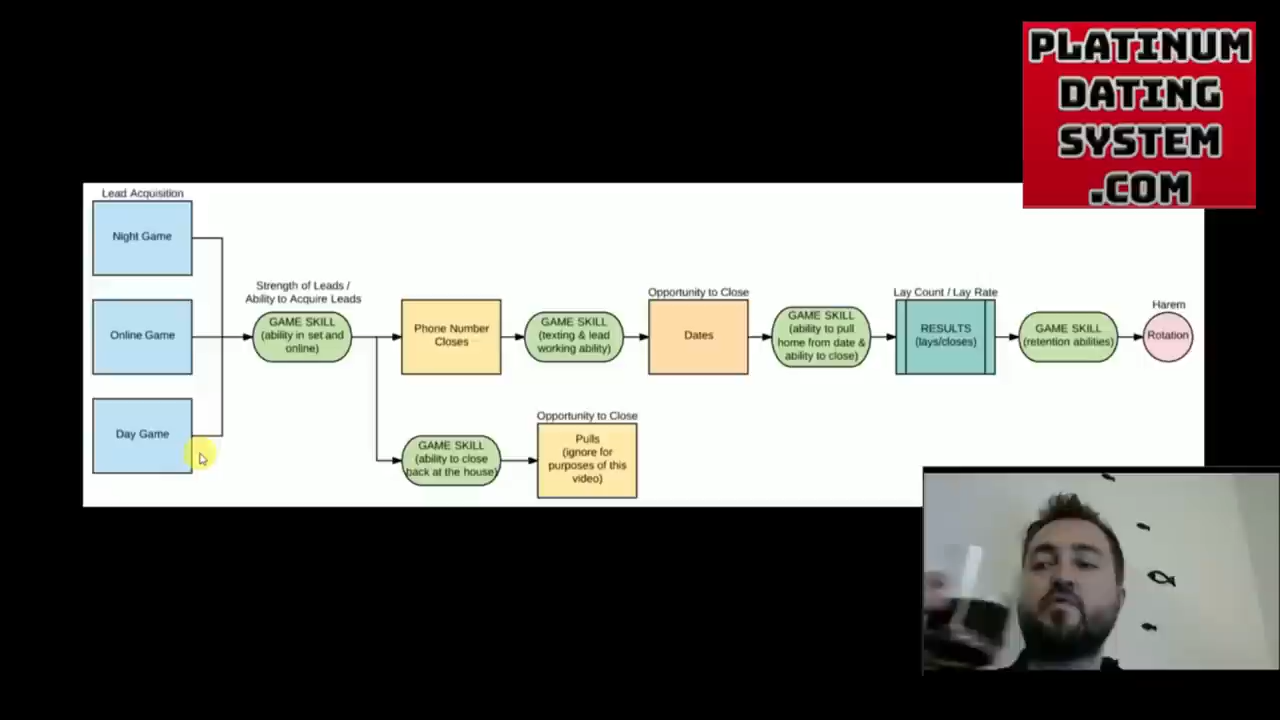 PLATINUM
DATING
SYSTEM
.COM
Lead Acquisition
Night Game
Online Game
Day Game
Strength of Leads /
Ability to Acquire Leads
GAME SKILL
(ability in set and
online)
Phone Number
Closes
GAME SKILL
(texting & lead
working ability)
Opportunity to Close
Dates
GAME SKILL
(ability to pull
home from date &
ability to close)
Lay Count / Lay Rate
RESULTS
(lays/closes)
GAME SKILL
(retention abilities)
Harem
Rotation
GAME SKILL
(ability to close
back at the house)
Opportunity to Close
Pulls
(ignore for
purposes of this
video)